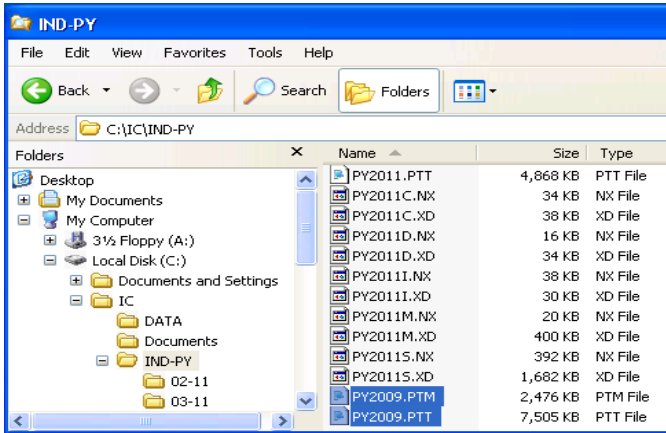 IND-PY
File Edit View Favorites Tools Help
Back Search Folders
Address C:\IC\IND-PY
Folders × Name Size Type
Desktop
My Documents
My Computer
3½ Floppy (A:)
Local Disk (C:)
Documents and Settings
IC
DATA
Documents
IND-PY
02-11
03-11
PY2011.PTT 4,868 KB PTT File
PY2011C.NX 34 KB NX File
PY2011C.XD 38 KB XD File
PY2011D.NX 16 KB NX File
PY2011D.XD 34 KB XD File
PY2011I.NX 38 KB NX File
PY2011I.XD 30 KB XD File
PY2011M.NX 20 KB NX File
PY2011M.XD 400 KB XD File
PY2011S.NX 392 KB NX File
PY2011S.XD 1,682 KB XD File
PY2009.PTM 2,476 KB PTM File
PY2009.PTT 7,505 KB PTT File